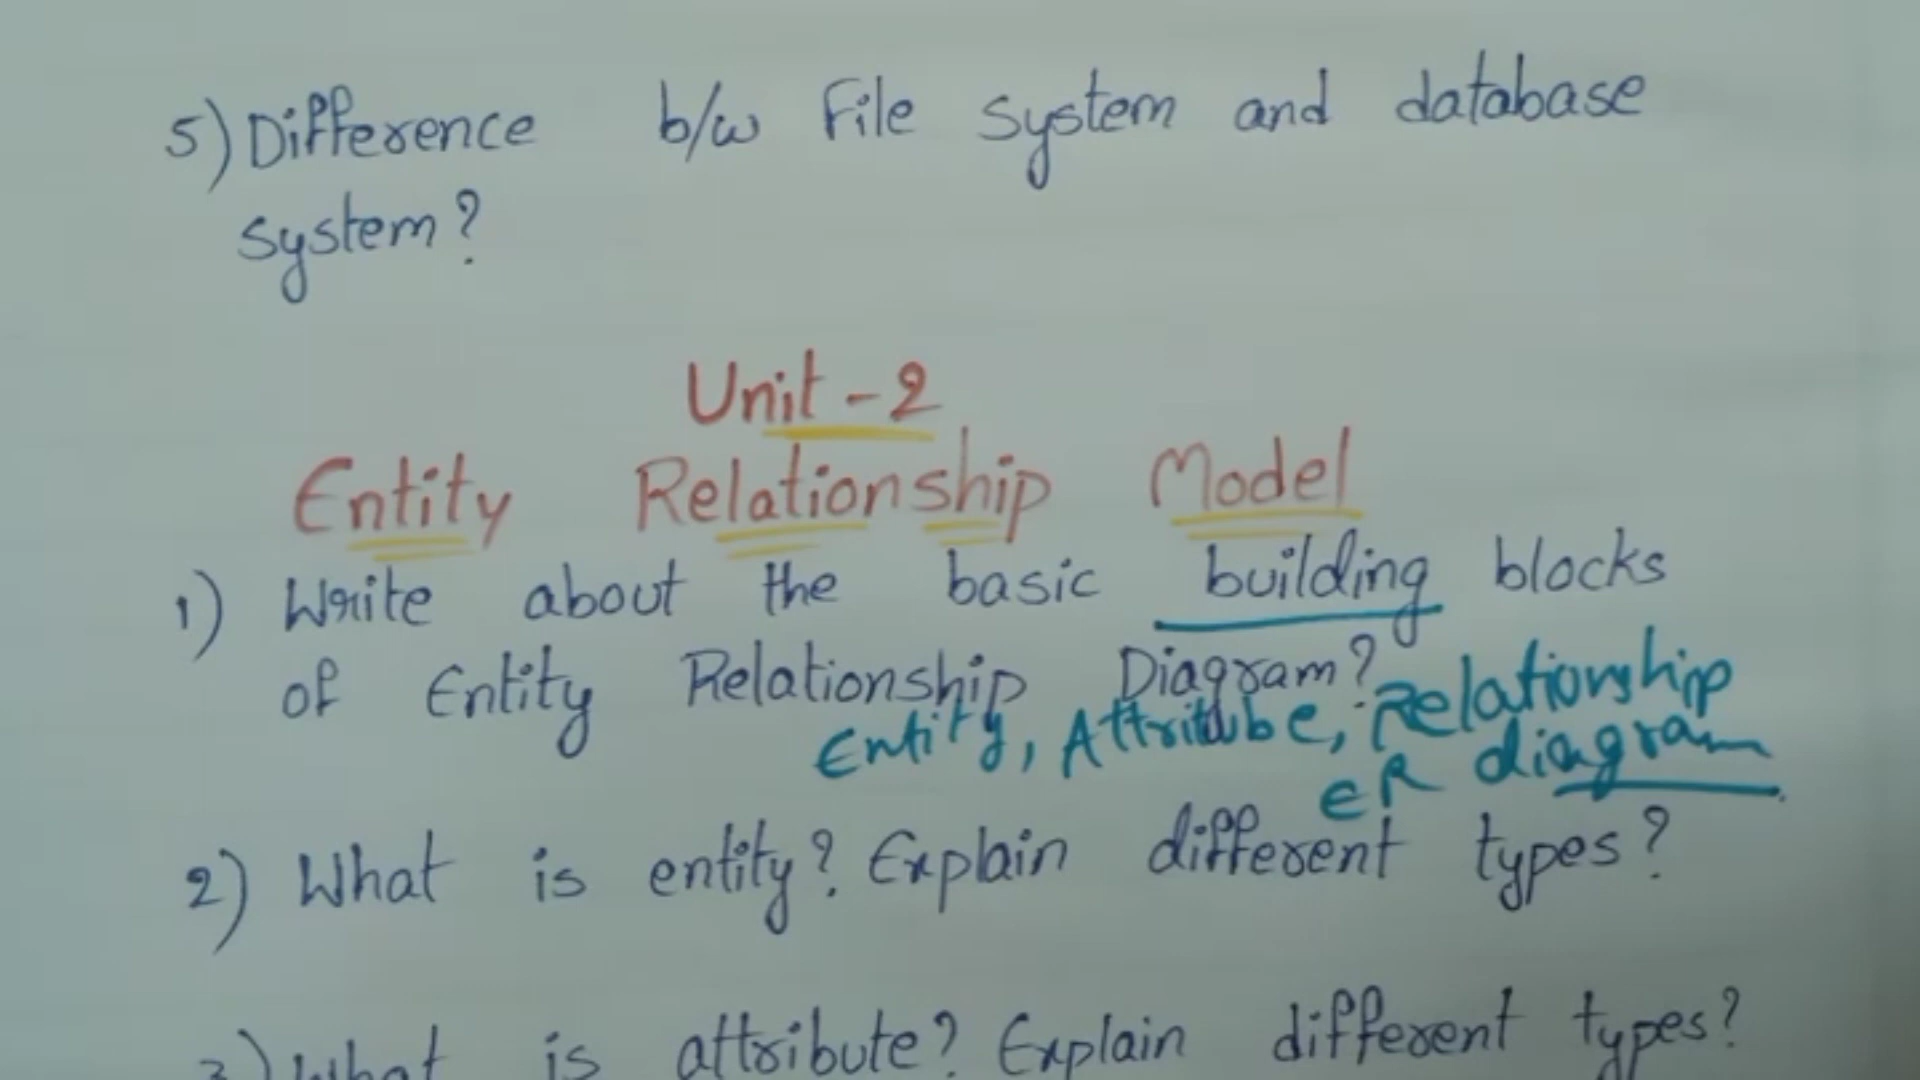 5) Difference b/w File system and database
system?
Unit - 2
Entity Relationship Model
1) Write about the basic building blocks
of Entity Relationship Diagram?
Entity, Attribute, Relationship
ER diagram
2) What is entity? Explain different types?
3) What is attribute? Explain different types?